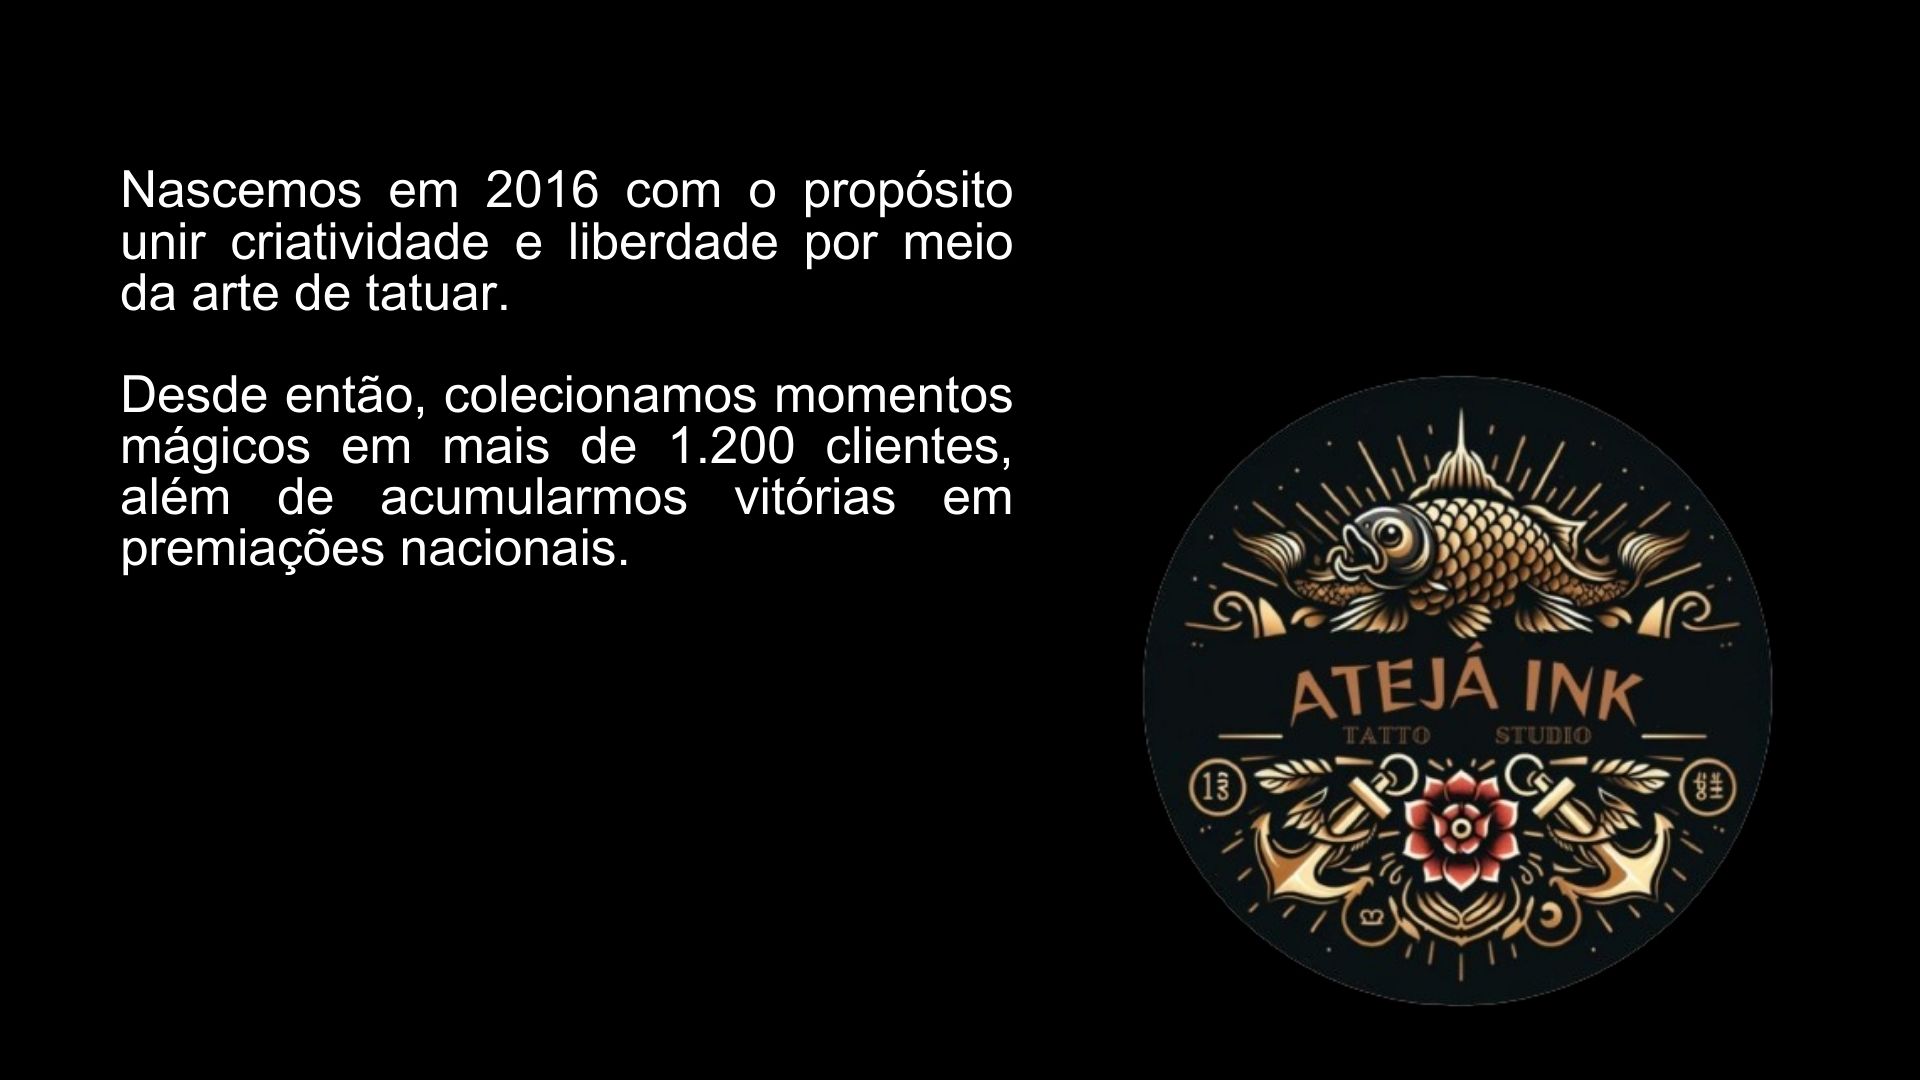 Nascemos em 2016 com o propósito
unir criatividade e liberdade por meio
da arte de tatuar.
Desde então, colecionamos momentos
mágicos em mais de 1.200 clientes,
além de acumularmos vitórias em
premiações nacionais.
ATEJÁ INK
TATTO STUDIO